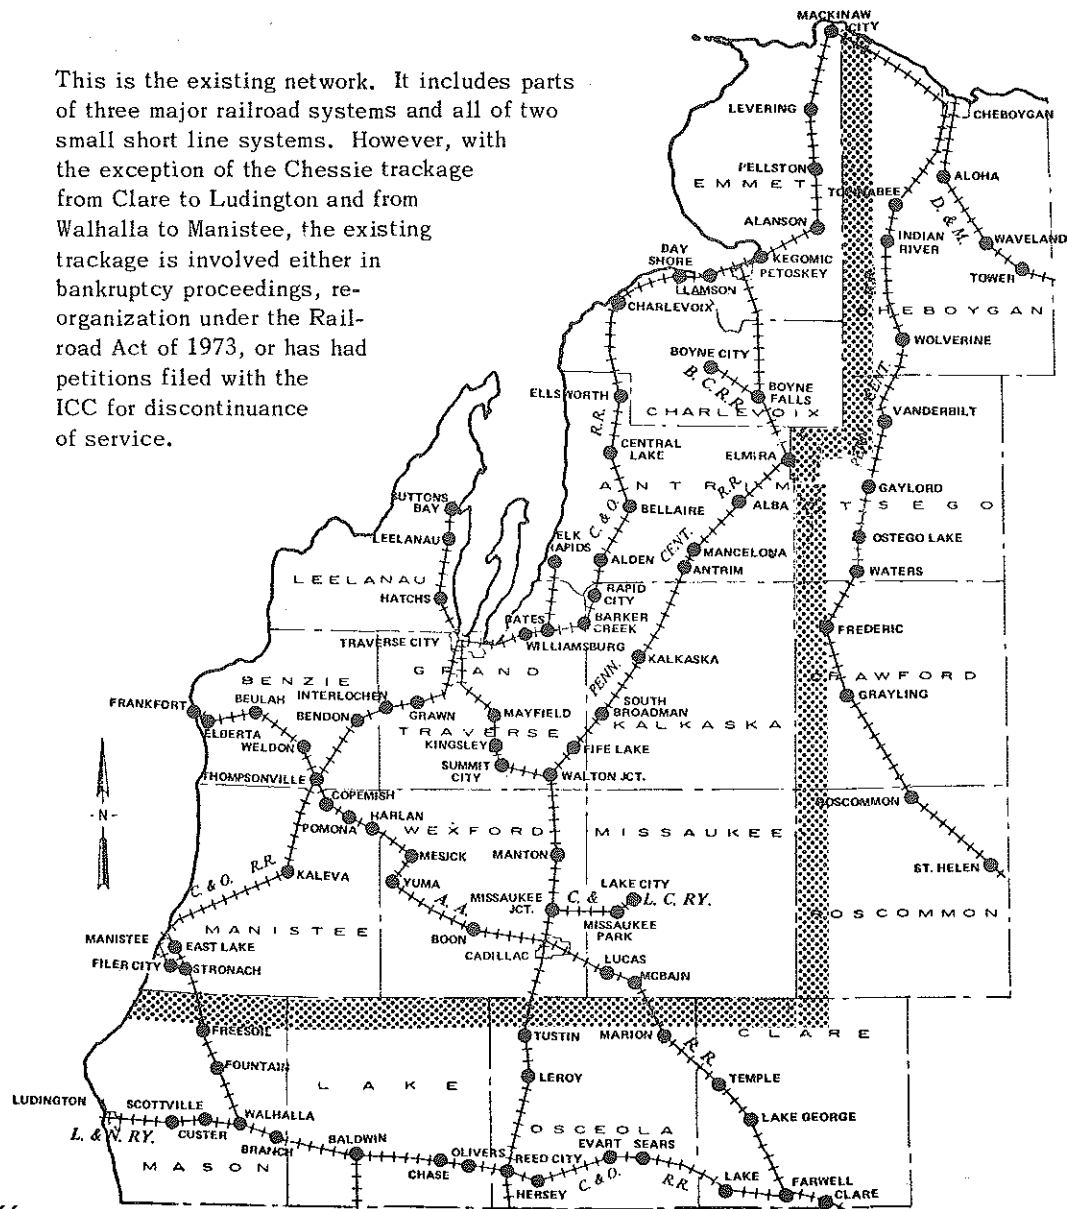 This is the existing network. It includes parts
of three major railroad systems and all of two
small short line systems. However, with
the exception of the Chessie trackage
from Clare to Ludington and from
Walhalla to Manistee, the existing
trackage is involved either in
bankruptcy proceedings, re-
organization under the Rail-
road Act of 1973, or has had
petitions filed with the
ICC for discontinuance
of service.
MACKINAW
CITY
LEVERING
CHEBOYGAN
PELLSTON
EMMET
ALOHA
ALANSON
D. & M.
INDIAN
RIVER
WAVELAND
TOWER
BAY
SHORE
KEGOMIC
PETOSKEY
CHARLEVOIX
CHEBOYGAN
WOLVERINE
BOYNE CITY
B. C. R. R.
BOYNE
FALLS
ELLSWORTH
CHARLEVOIX
VANDERBILT
R.R.
CENTRAL
LAKE
ELMIRA
ANTRIM
R.R.
GAYLORD
OTSEGO
SUTTONS
BAY
BELLAIRE
ALBA
C. & O.
LEELANAU
ELK
RAPIDS
ALDEN
CENT.
MANCELONA
ANTRIM
OSTEGO LAKE
WATERS
LEELANAU
HATCHS
RAPID
CITY
BATES
BARKER
CREEK
FREDERIC
TRAVERSE CITY
WILLIAMSBURG
GRAND
KALKASKA
PENN.
CRAWFORD
BENZIE
INTERLOCHEN
BEULAH
GRAYLING
FRANKFORT
ELBERTA
BENDON
GRAWN
MAYFIELD
SOUTH
BROADMAN
KALKASKA
WELDON
TRAVERSE
KINGSLEY
FIFE LAKE
SUMMIT
CITY
WALTON JCT.
THOMPSONVILLE
- N -
COPEMISH
HARLAN
POMONA
WEXFORD
MISSAUKEE
ROSCOMMON
MESICK
MANTON
ST. HELEN
C. & O. R.R.
KALEVA
YUMA
A. A.
MISSAUKEE
JCT.
C. &
LAKE CITY
L. C. RY.
MISSAUKEE
PARK
ROSCOMMON
MANISTEE
BOON
MANISTEE
EAST LAKE
CADILLAC
FILER CITY
STRONACH
LUCAS
MCBAIN
FREESOIL
TUSTIN
MARION
CLARE
R. R.
FOUNTAIN
LAKE
LEROY
TEMPLE
LUDINGTON
SCOTTVILLE
WALHALLA
LAKE GEORGE
L. & N. RY.
CUSTER
BRANCH
BALDWIN
OSCEOLA
OLIVERS
EVART
SEARS
MASON
CHASE
REED CITY
HERSEY
C. & O.
R.R.
LAKE
FARWELL
CLARE